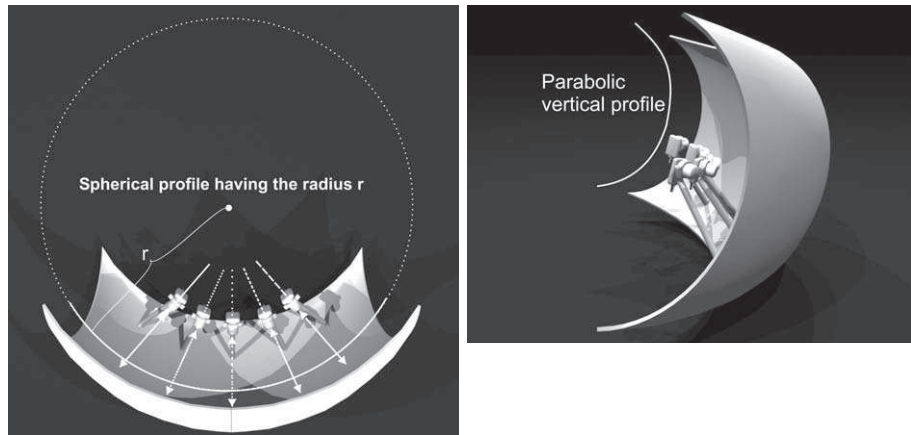 Spherical profile having the radius r
r
Parabolic
vertical profile